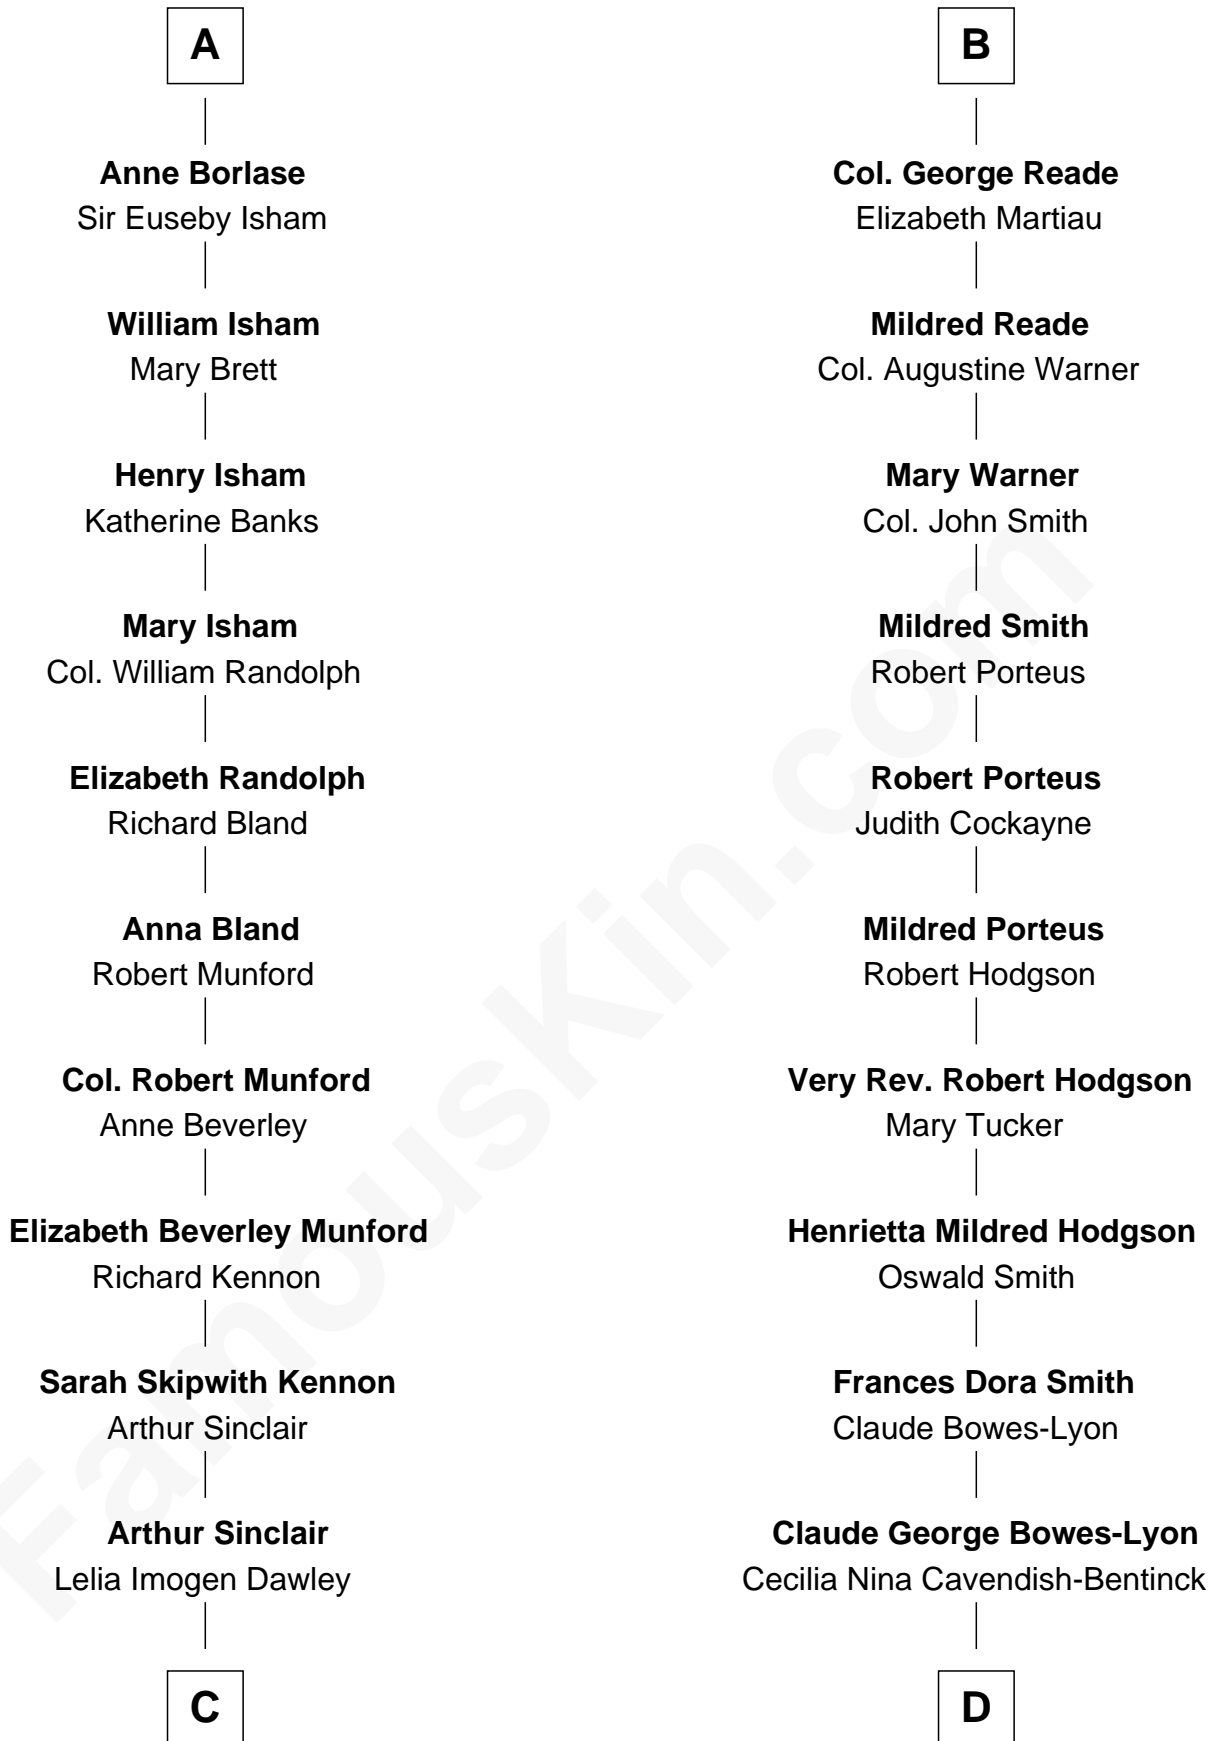 A
Anne Borlase
Sir Euseby Isham
William Isham
Mary Brett
Henry Isham
Katherine Banks
Mary Isham
Col. William Randolph
Elizabeth Randolph
Richard Bland
Anna Bland
Robert Munford
Col. Robert Munford
Anne Beverley
Elizabeth Beverley Munford
Richard Kennon
Sarah Skipwith Kennon
Arthur Sinclair
Arthur Sinclair
Lelia Imogen Dawley
C
B
Col. George Reade
Elizabeth Martiau
Mildred Reade
Col. Augustine Warner
Mary Warner
Col. John Smith
Mildred Smith
Robert Porteus
Robert Porteus
Judith Cockayne
Mildred Porteus
Robert Hodgson
Very Rev. Robert Hodgson
Mary Tucker
Henrietta Mildred Hodgson
Oswald Smith
Frances Dora Smith
Claude Bowes-Lyon
Claude George Bowes-Lyon
Cecilia Nina Cavendish-Bentinck
D
FamousKin.com